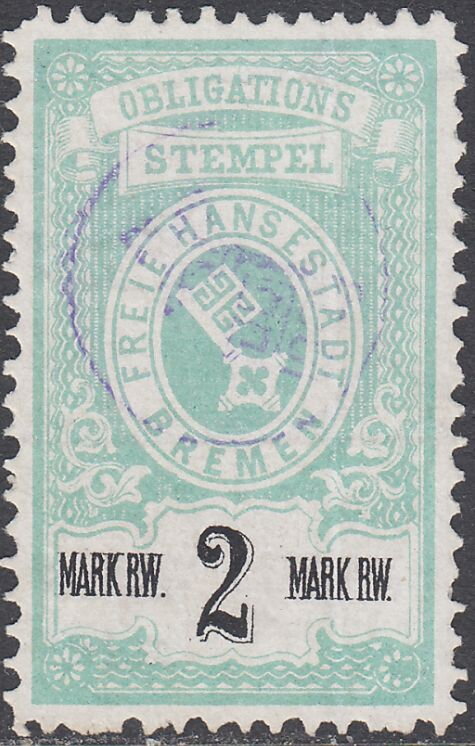 OBLIGATIONS
STEMPEL
FREIE HANSESTADT
BREMEN
MARK RW. 2 MARK RW.